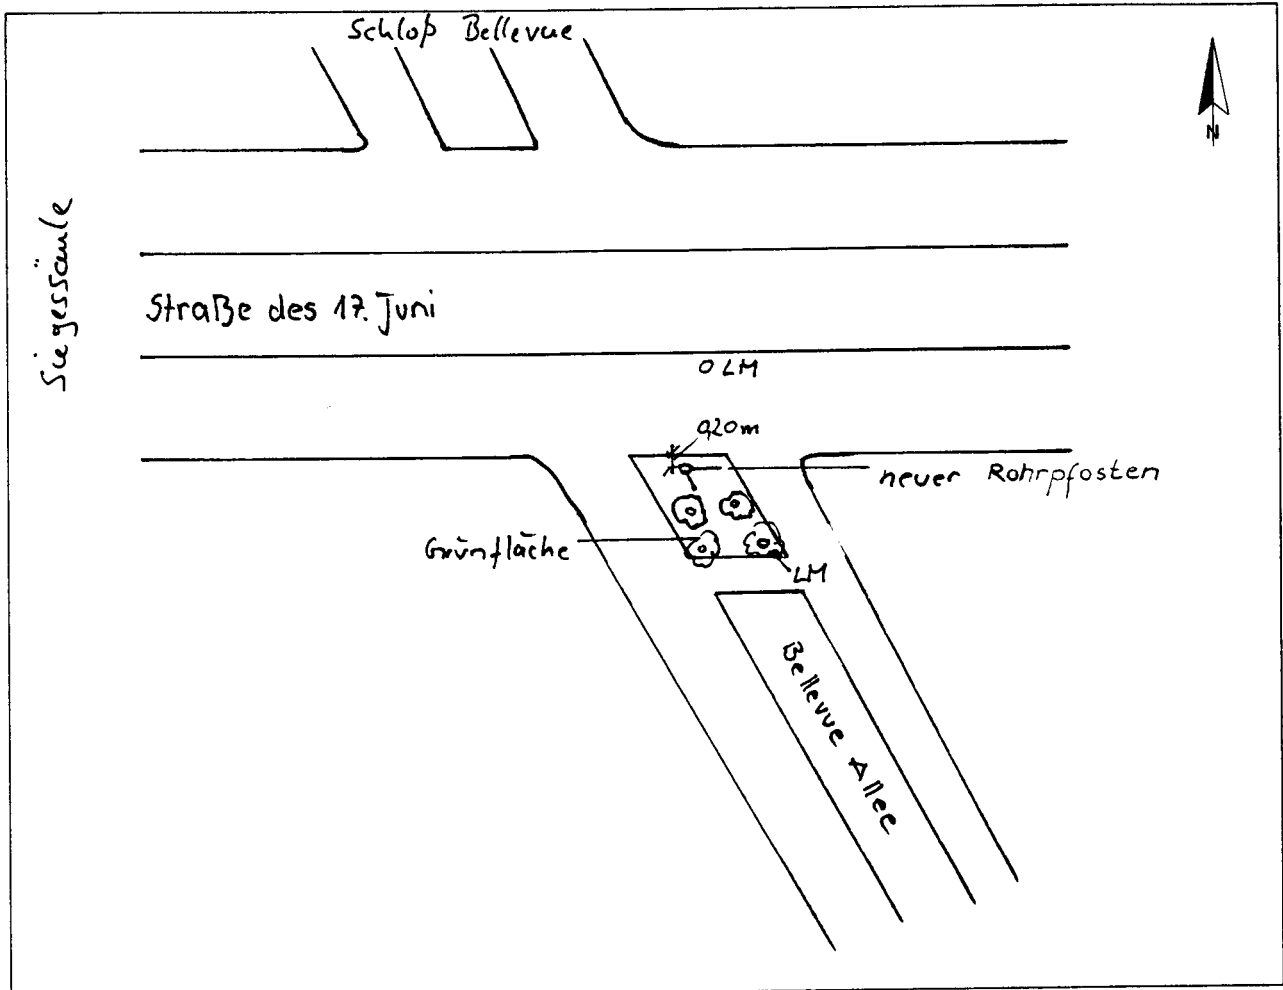 Schloß Bellevue
N
Siegessäule
Straße des 17. Juni
O LM
0,20m
neuer Rohrpfosten
Grünfläche
LM
Bellevue Allee